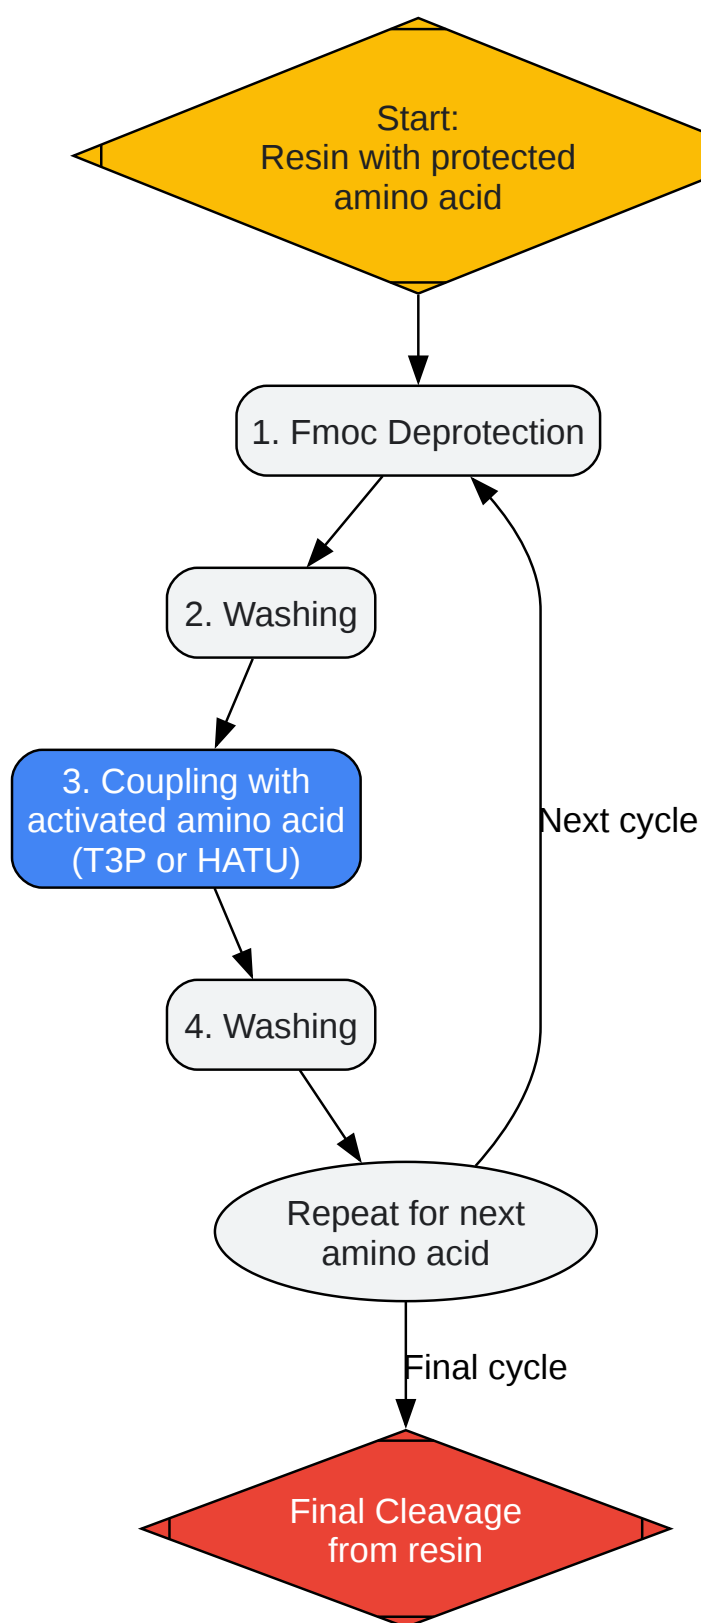 Start:
Resin with protected
amino acid
1. Fmoc Deprotection
2. Washing
3. Coupling with
activated amino acid
(T3P or HATU)
Next cycle
4. Washing
Repeat for next
amino acid
Final cycle
Final Cleavage
from resin